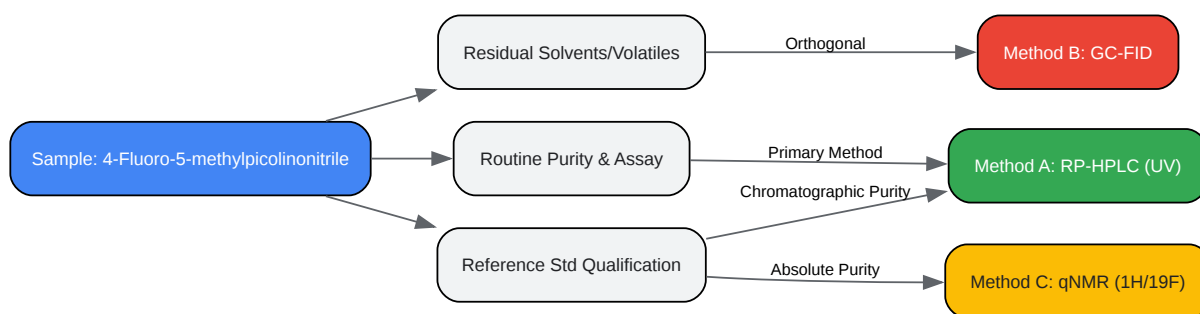 Residual Solvents/Volatiles
Orthogonal
Method B: GC-FID
Sample: 4-Fluoro-5-methylpicolinonitrile
Routine Purity & Assay
Primary Method
Method A: RP-HPLC (UV)
Chromatographic Purity
Reference Std Qualification
Absolute Purity
Method C: qNMR (1H/19F)